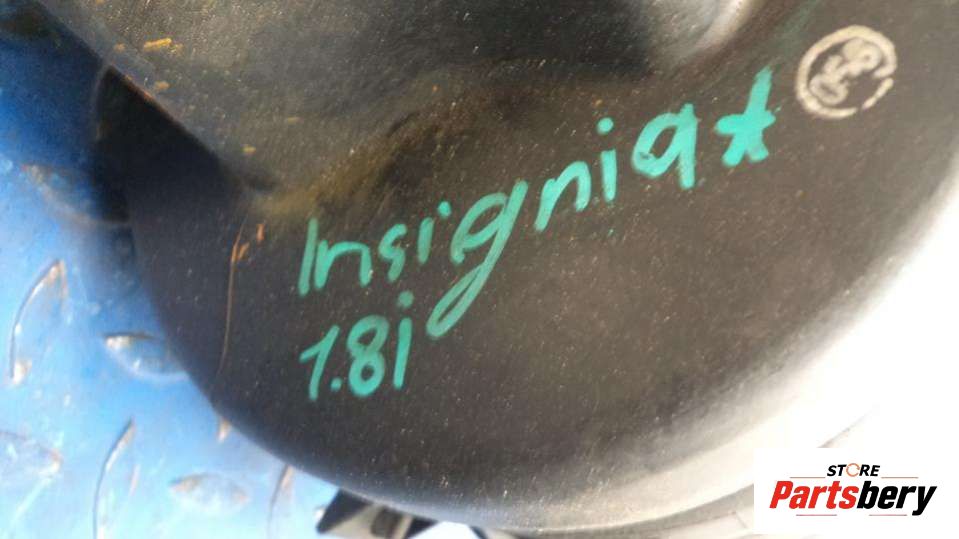 Insignia*
1.8i
STORE
Partsbery